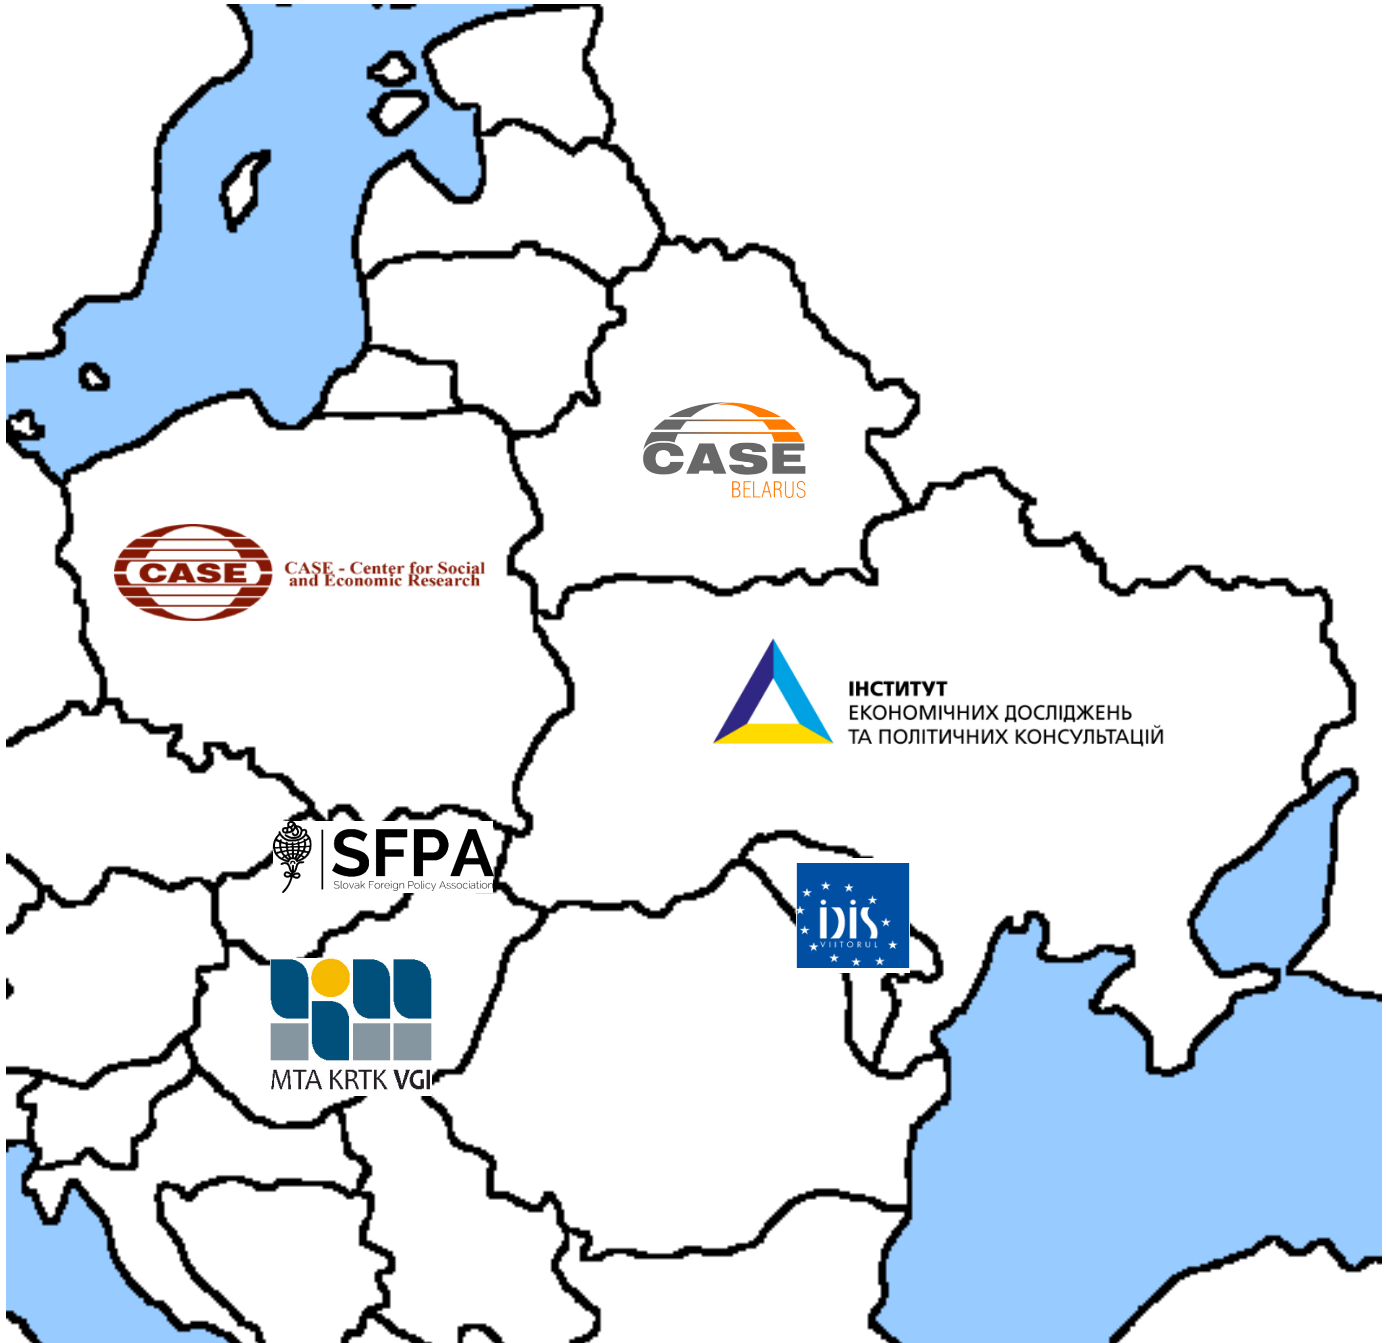 CASE
BELARUS
CASE
CASE - Center for Social
and Economic Research
ІНСТИТУТ
ЕКОНОМІЧНИХ ДОСЛІДЖЕНЬ
ТА ПОЛІТИЧНИХ КОНСУЛЬТАЦІЙ
SFPA
Slovak Foreign Policy Association
iDiS
VIITORUL
MTA KRTK VGI